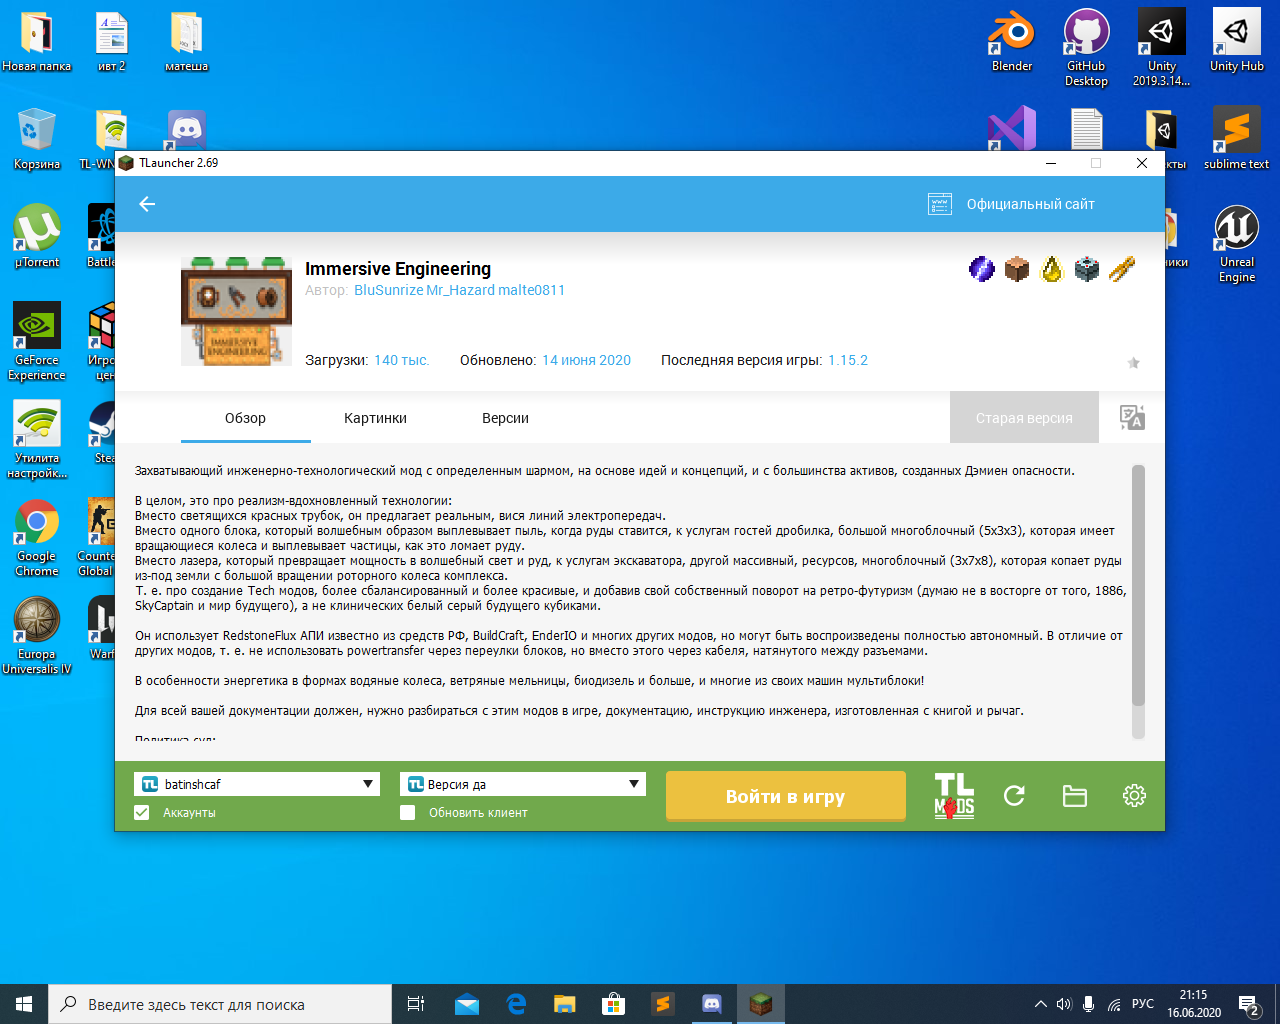 Новая папка
ивт 2
матеша
Blender
GitHub Desktop
Unity 2019.3.14...
Unity Hub
Корзина
TL-WN
екты
sublime text
TLauncher 2.69
Официальный сайт
µTorrent
Battle
ники
Unreal Engine
Immersive Engineering
Автор: BluSunrize Mr_Hazard malte0811
Загрузки: 140 тыс. Обновлено: 14 июня 2020 Последняя версия игры: 1.15.2
GeForce Experience
Игро
цен
Обзор Картинки Версии Старая версия
Утилита настройк...
Stea
Захватывающий инженерно-технологический мод с определенным шармом, на основе идей и концепций, и с большинства активов, созданных Дэмиен опасности.
В целом, это про реализм-вдохновленный технологии:
Вместо светящихся красных трубок, он предлагает реальным, вися линий электропередач.
Вместо одного блока, который волшебным образом выплевывает пыль, когда руды ставится, к услугам гостей дробилка, большой многоблочный (5x3x3), которая имеет
вращающиеся колеса и выплевывает частицы, как это ломает руду.
Вместо лазера, который превращает мощность в волшебный свет и руд, к услугам экскаватора, другой массивный, ресурсов, многоблочный (3x7x8), которая копает руды
из-под земли с большой вращении роторного колеса комплекса.
Т. е. про создание Tech модов, более сбалансированный и более красивые, и добавив свой собственный поворот на ретро-футуризм (думаю не в восторге от того, 1886,
SkyCaptain и мир будущего), а не клинических белый серый будущего кубиками.
Он использует RedstoneFlux АПИ известно из средств РФ, BuildCraft, EnderIO и многих других модов, но могут быть воспроизведены полностью автономный. В отличие от
других модов, т. е. не использовать powertransfer через переулки блоков, но вместо этого через кабеля, натянутого между разъемами.
В особенности энергетика в формах водяные колеса, ветряные мельницы, биодизель и больше, и многие из своих машин мультиблоки!
Для всей вашей документации должен, нужно разбираться с этим модов в игре, документацию, инструкцию инженера, изготовленная с книгой и рычаг.
Google Chrome
Counte
Global
Europa Universalis IV
Warf
TL batinshcaf
TL Версия да
Войти в игру
TL MODS
Аккаунты
Обновить клиент
Введите здесь текст для поиска
РУС
21:15
16.06.2020
2